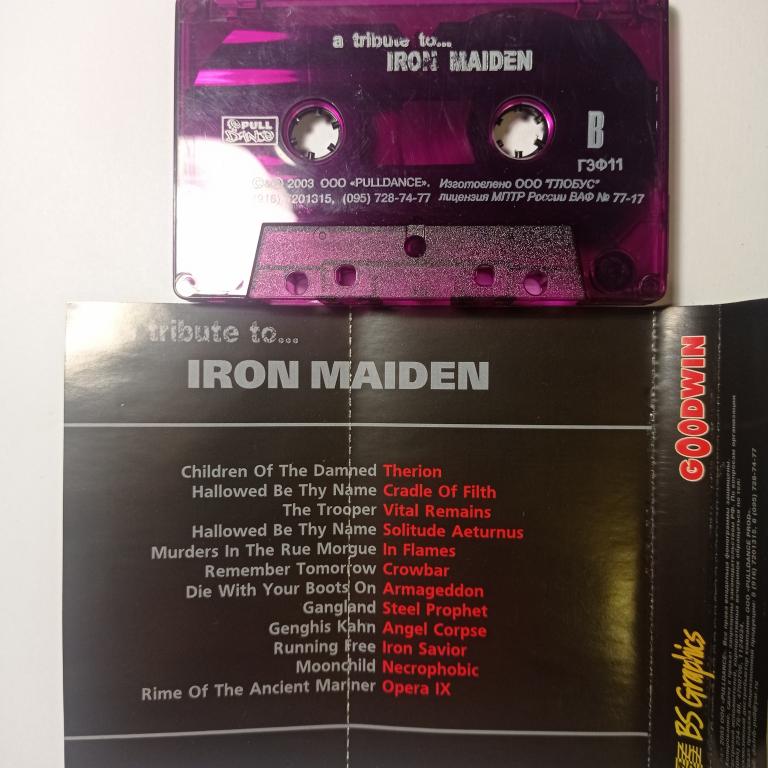 a tribute to...
IRON MAIDEN
PULL
DANCE
B
ГЗФ11
2003 ООО «PULLDANCE». Изготовлено ООО "ГЛОБУС"
7201315, (095) 728-74-77 лицензия МПТР России ВАФ № 77-17
tribute to...
IRON MAIDEN
Children Of The Damned Therion
Hallowed Be Thy Name Cradle Of Filth
The Trooper Vital Remains
Hallowed Be Thy Name Solitude Aeturnus
Murders In The Rue Morgue In Flames
Remember Tomorrow Crowbar
Die With Your Boots On Armageddon
Gangland Steel Prophet
Genghis Kahn Angel Corpse
Running Free Iron Savior
Moonchild Necrophobic
Rime Of The Ancient Mariner Opera IX
GOODWIN
BS Graphics